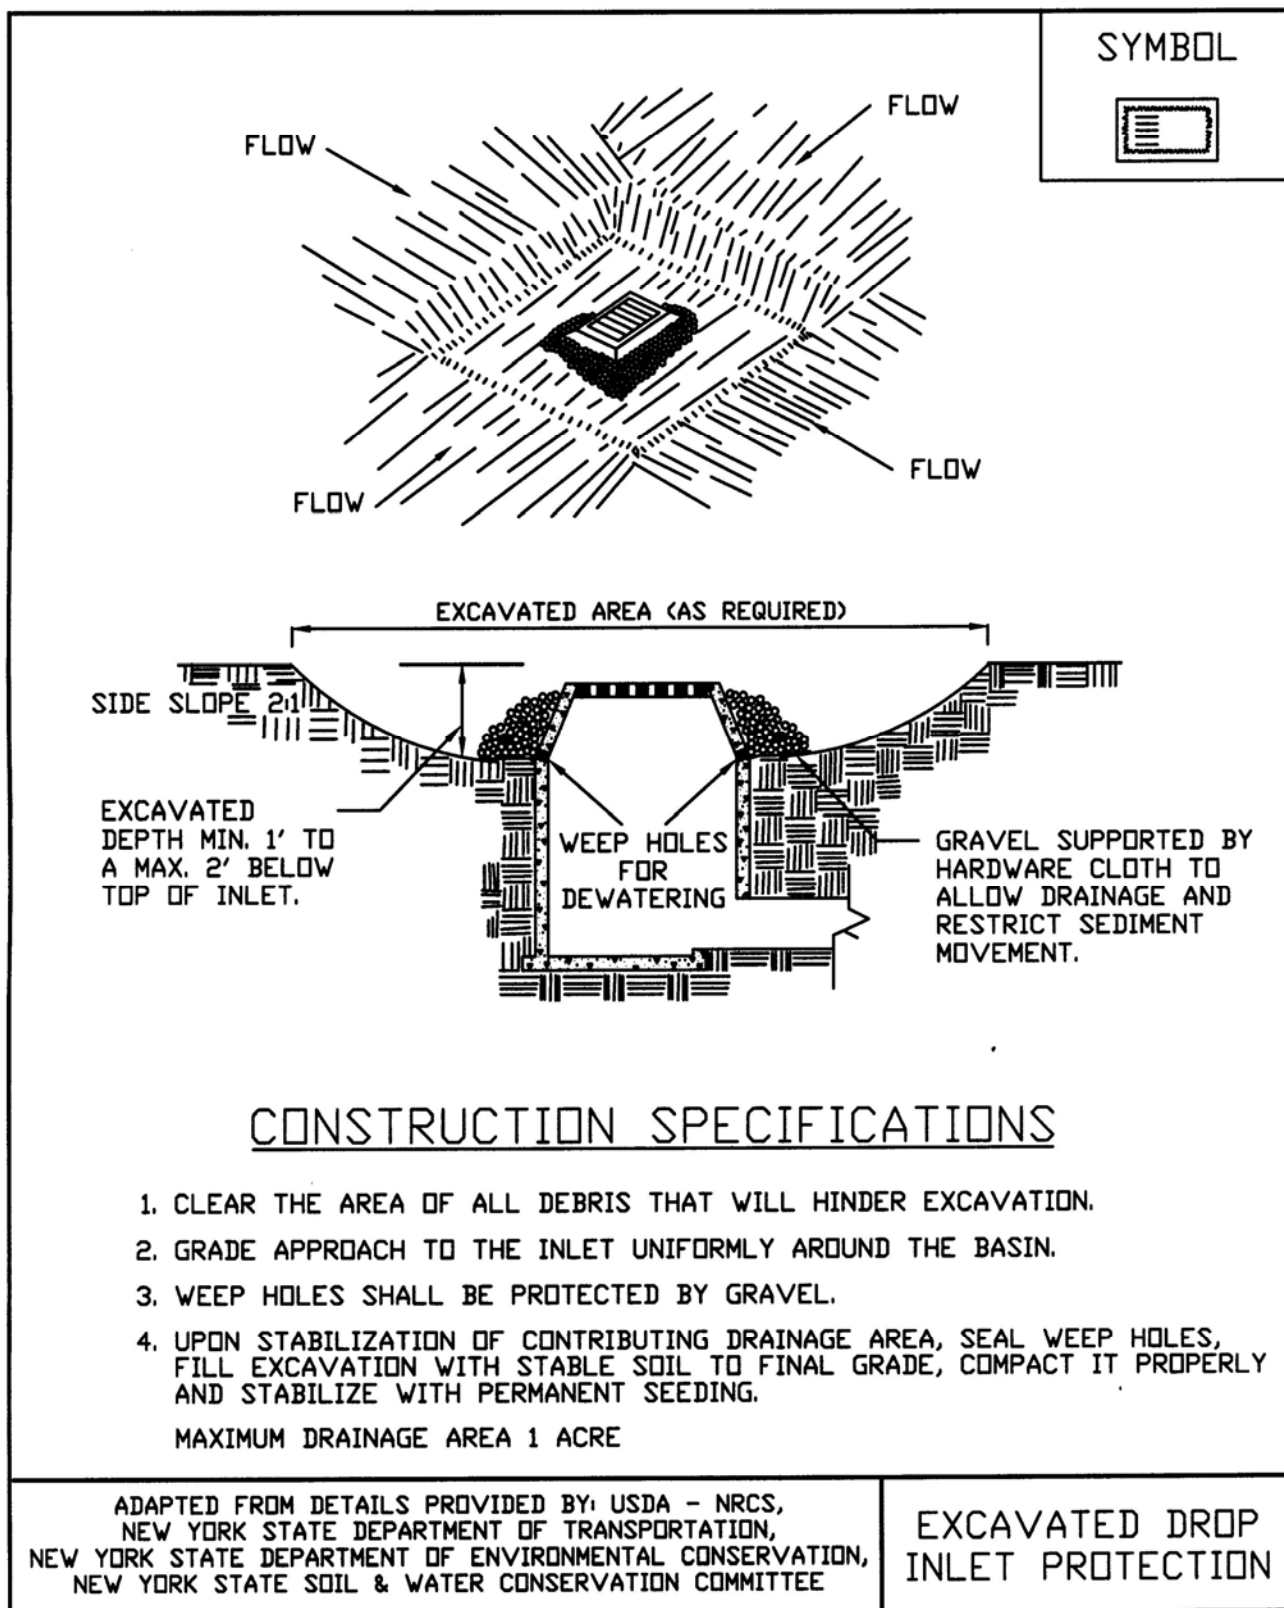 SYMBOL
FLOW
FLOW
FLOW
FLOW
EXCAVATED AREA (AS REQUIRED)
SIDE SLOPE 2:1
EXCAVATED
DEPTH MIN. 1' TO
A MAX. 2' BELOW
TOP OF INLET.
WEEP HOLES
FOR
DEWATERING
GRAVEL SUPPORTED BY
HARDWARE CLOTH TO
ALLOW DRAINAGE AND
RESTRICT SEDIMENT
MOVEMENT.
CONSTRUCTION SPECIFICATIONS
1. CLEAR THE AREA OF ALL DEBRIS THAT WILL HINDER EXCAVATION.
2. GRADE APPROACH TO THE INLET UNIFORMLY AROUND THE BASIN.
3. WEEP HOLES SHALL BE PROTECTED BY GRAVEL.
4. UPON STABILIZATION OF CONTRIBUTING DRAINAGE AREA, SEAL WEEP HOLES,
FILL EXCAVATION WITH STABLE SOIL TO FINAL GRADE, COMPACT IT PROPERLY
AND STABILIZE WITH PERMANENT SEEDING.
MAXIMUM DRAINAGE AREA 1 ACRE
ADAPTED FROM DETAILS PROVIDED BY: USDA - NRCS,
NEW YORK STATE DEPARTMENT OF TRANSPORTATION,
NEW YORK STATE DEPARTMENT OF ENVIRONMENTAL CONSERVATION,
NEW YORK STATE SOIL & WATER CONSERVATION COMMITTEE
EXCAVATED DROP
INLET PROTECTION